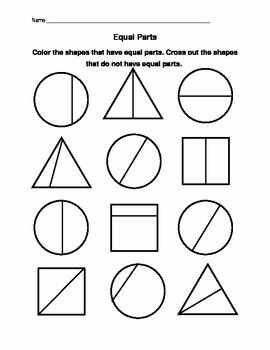 Name
Equal Parts
Color the shapes that have equal parts. Cross out the shapes
that do not have equal parts.